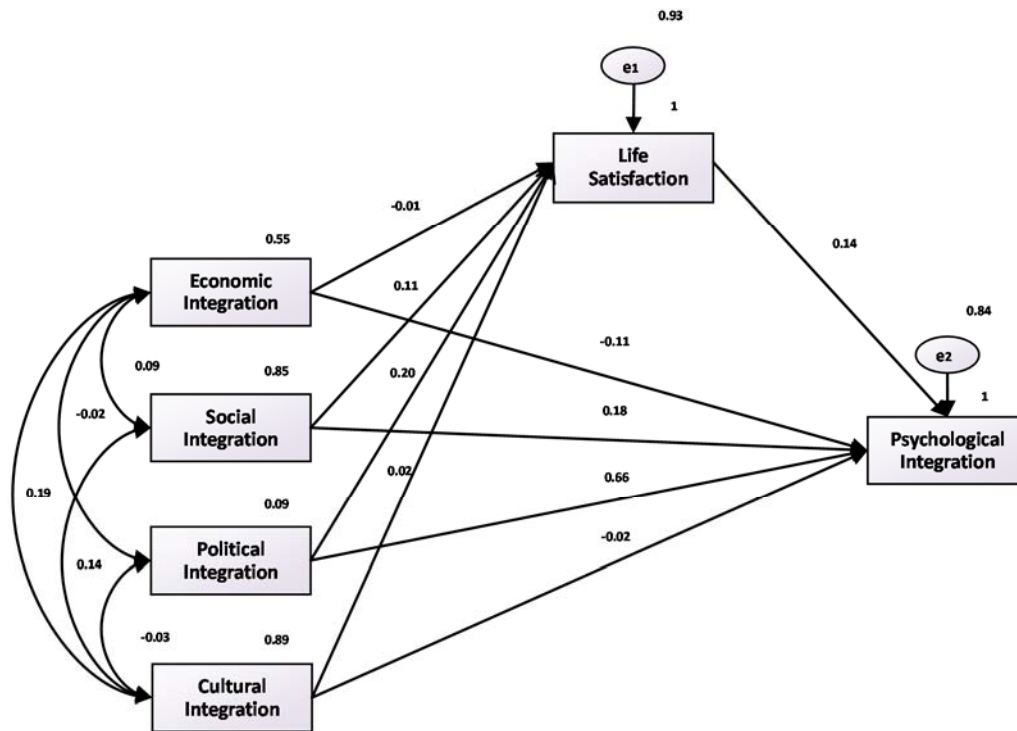 0.93
e1
1
Life
Satisfaction
-0.01
0.55
0.14
Economic
Integration
0.11
0.84
-0.11
e2
0.09
0.85
0.20
1
-0.02
Social
Integration
0.18
Psychological
Integration
0.02
0.19
0.09
0.66
Political
Integration
-0.02
0.14
-0.03
0.89
Cultural
Integration